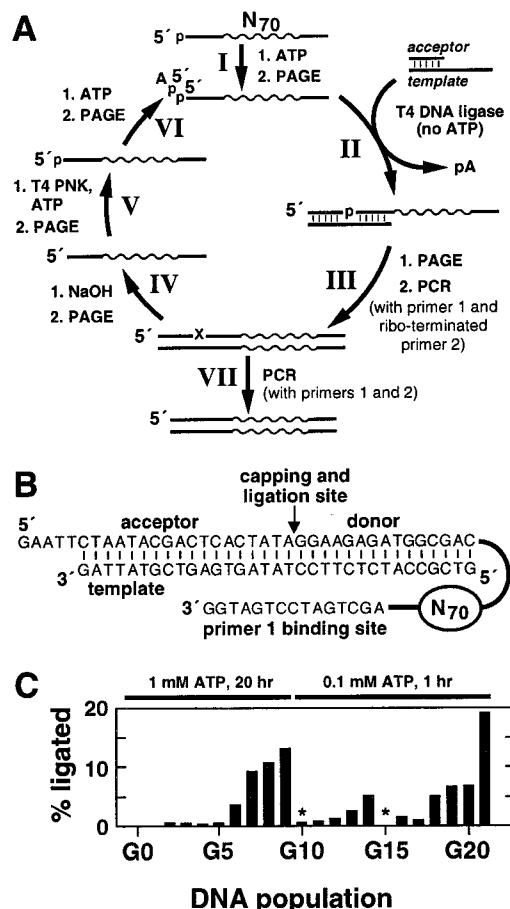 A
N70
5´ p
I
1. ATP
2. PAGE
acceptor
template
T4 DNA ligase
(no ATP)
A 5´
p p 5´
1. ATP
2. PAGE
VI
II
pA
5´p
5´ p
1. T4 PNK,
ATP
2. PAGE
V
III
1. PAGE
2. PCR
(with primer 1 and
ribo-terminated
primer 2)
5´
IV
1. NaOH
2. PAGE
5´ X
VII
PCR
(with primers 1 and 2)
5´
B
capping and
ligation site
5´ acceptor donor
GAATTCTAATACGACTCACTATAGGAAGAGATGGCGAC
3´GATTATGCTGAGTGATATCCTTCTCTACCGCTG5´
template
3´GGTAGTCCTAGTCGA N70
primer 1 binding site
C
1 mM ATP, 20 hr 0.1 mM ATP, 1 hr
% ligated
20
10
0
* *
G0 G5 G10 G15 G20
DNA population